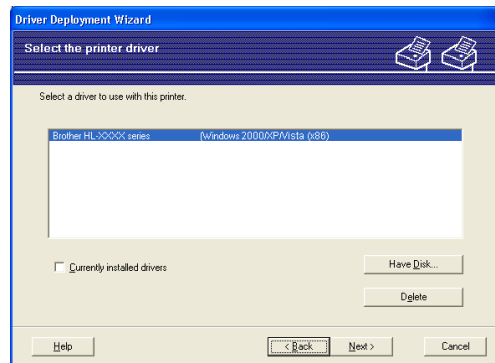 Driver Deployment Wizard
Select the printer driver
Select a driver to use with this printer.
Brother HL-XXXX series (Windows 2000/XP/Vista (x86)
Currently installed drivers
Have Disk...
Delete
Help
< Back
Next >
Cancel